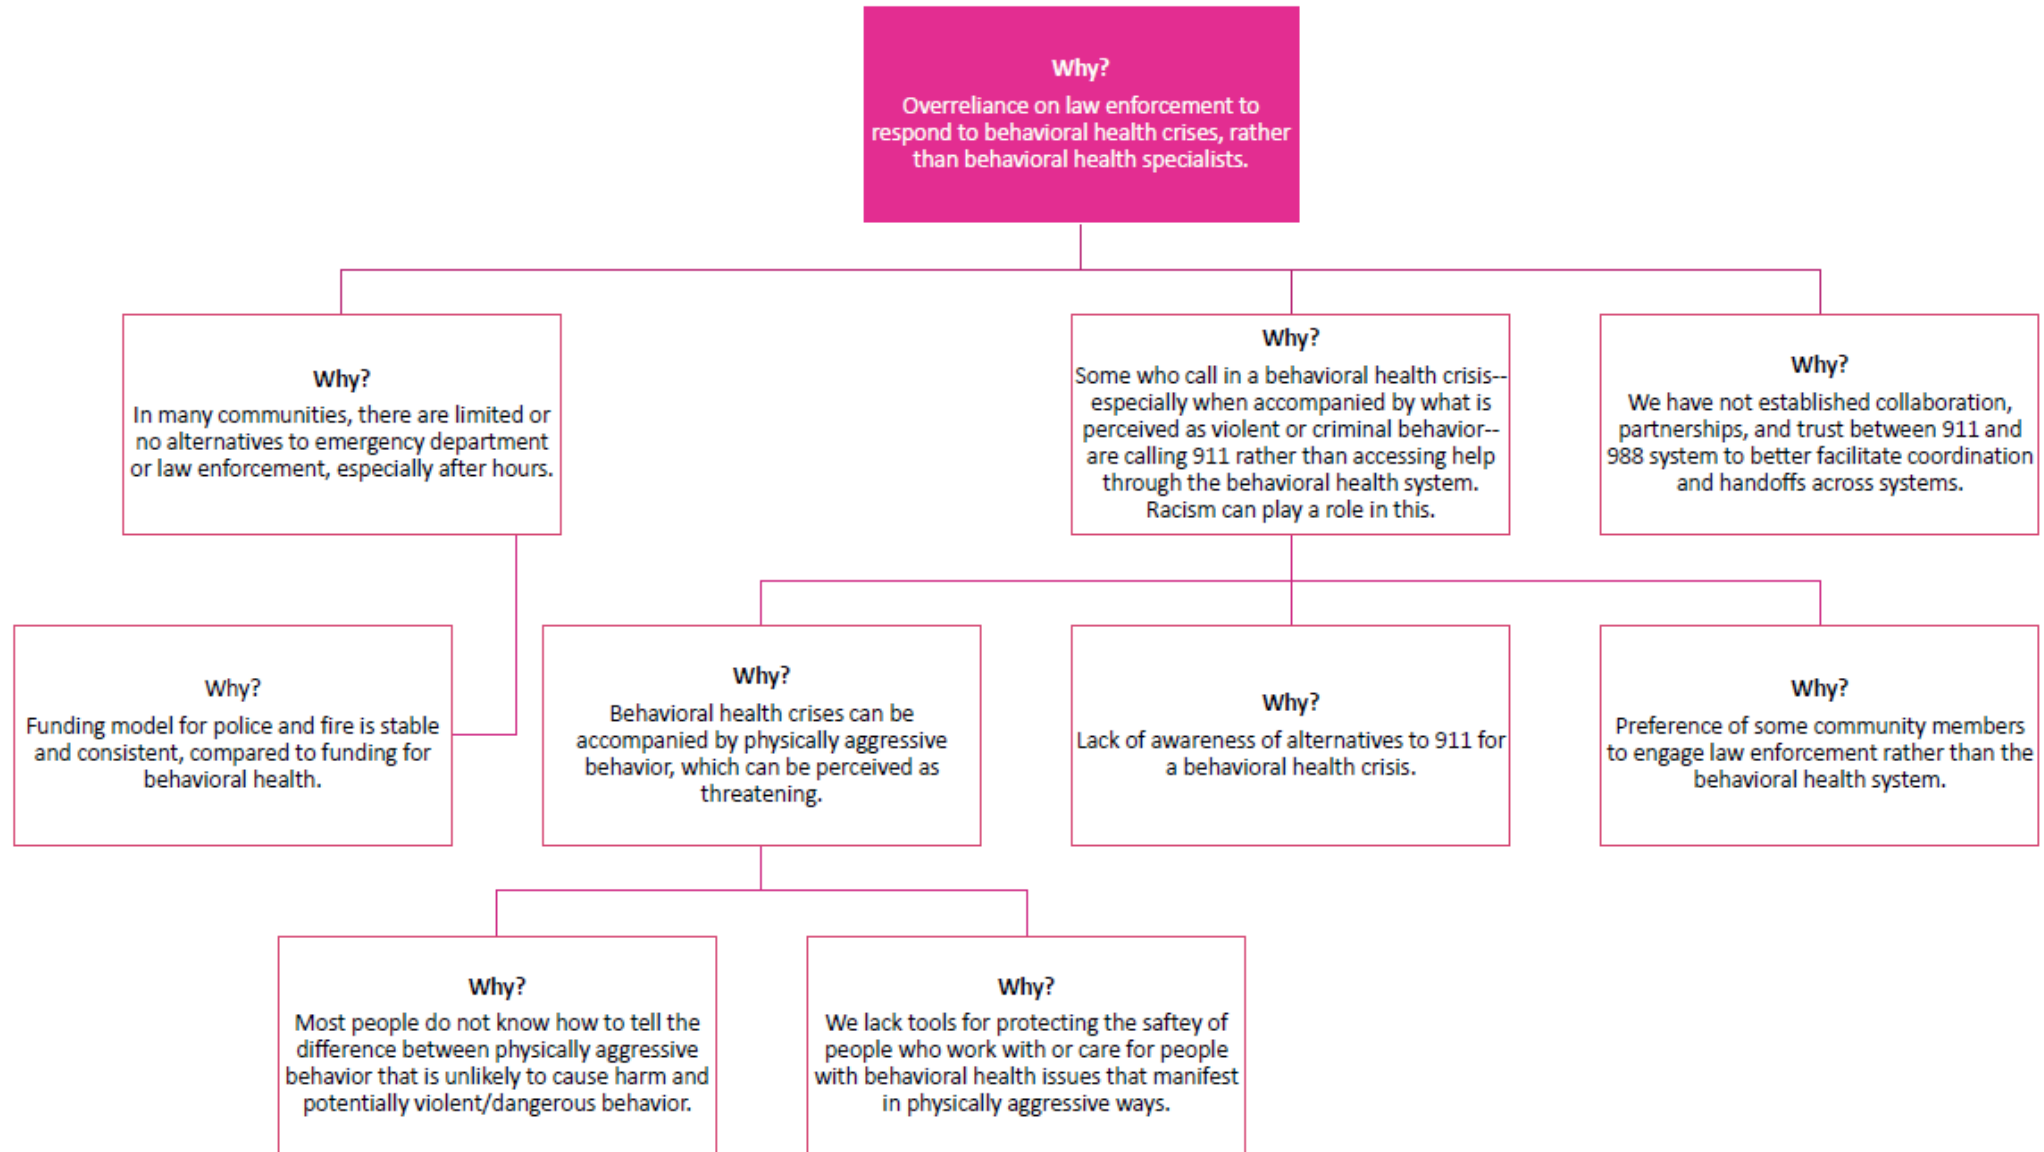 Why?
Overreliance on law enforcement to
respond to behavioral health crises, rather
than behavioral health specialists.
Why?
In many communities, there are limited or
no alternatives to emergency department
or law enforcement, especially after hours.
Why?
Some who call in a behavioral health crisis--
especially when accompanied by what is
perceived as violent or criminal behavior--
are calling 911 rather than accessing help
through the behavioral health system.
Racism can play a role in this.
Why?
We have not established collaboration,
partnerships, and trust between 911 and
988 system to better facilitate coordination
and handoffs across systems.
Why?
Funding model for police and fire is stable
and consistent, compared to funding for
behavioral health.
Why?
Behavioral health crises can be
accompanied by physically aggressive
behavior, which can be perceived as
threatening.
Why?
Lack of awareness of alternatives to 911 for
a behavioral health crisis.
Why?
Preference of some community members
to engage law enforcement rather than the
behavioral health system.
Why?
Most people do not know how to tell the
difference between physically aggressive
behavior that is unlikely to cause harm and
potentially violent/dangerous behavior.
Why?
We lack tools for protecting the saftey of
people who work with or care for people
with behavioral health issues that manifest
in physically aggressive ways.